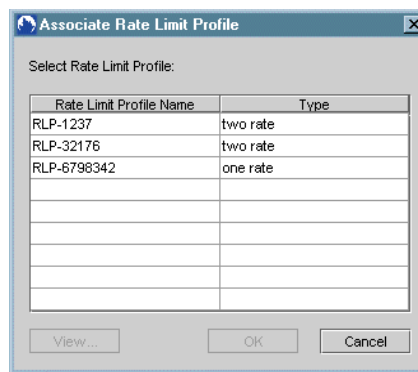 Associate Rate Limit Profile
Select Rate Limit Profile:
Rate Limit Profile Name Type
RLP-1237 two rate
RLP-32176 two rate
RLP-6798342 one rate
View... OK Cancel